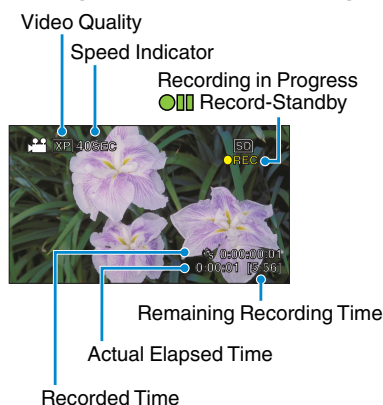 Video Quality
Speed Indicator
Recording in Progress
Record-Standby
XP 40SEC
SD
●REC
0:00:00:01
0:00:01 [5:56]
Remaining Recording Time
Actual Elapsed Time
Recorded Time